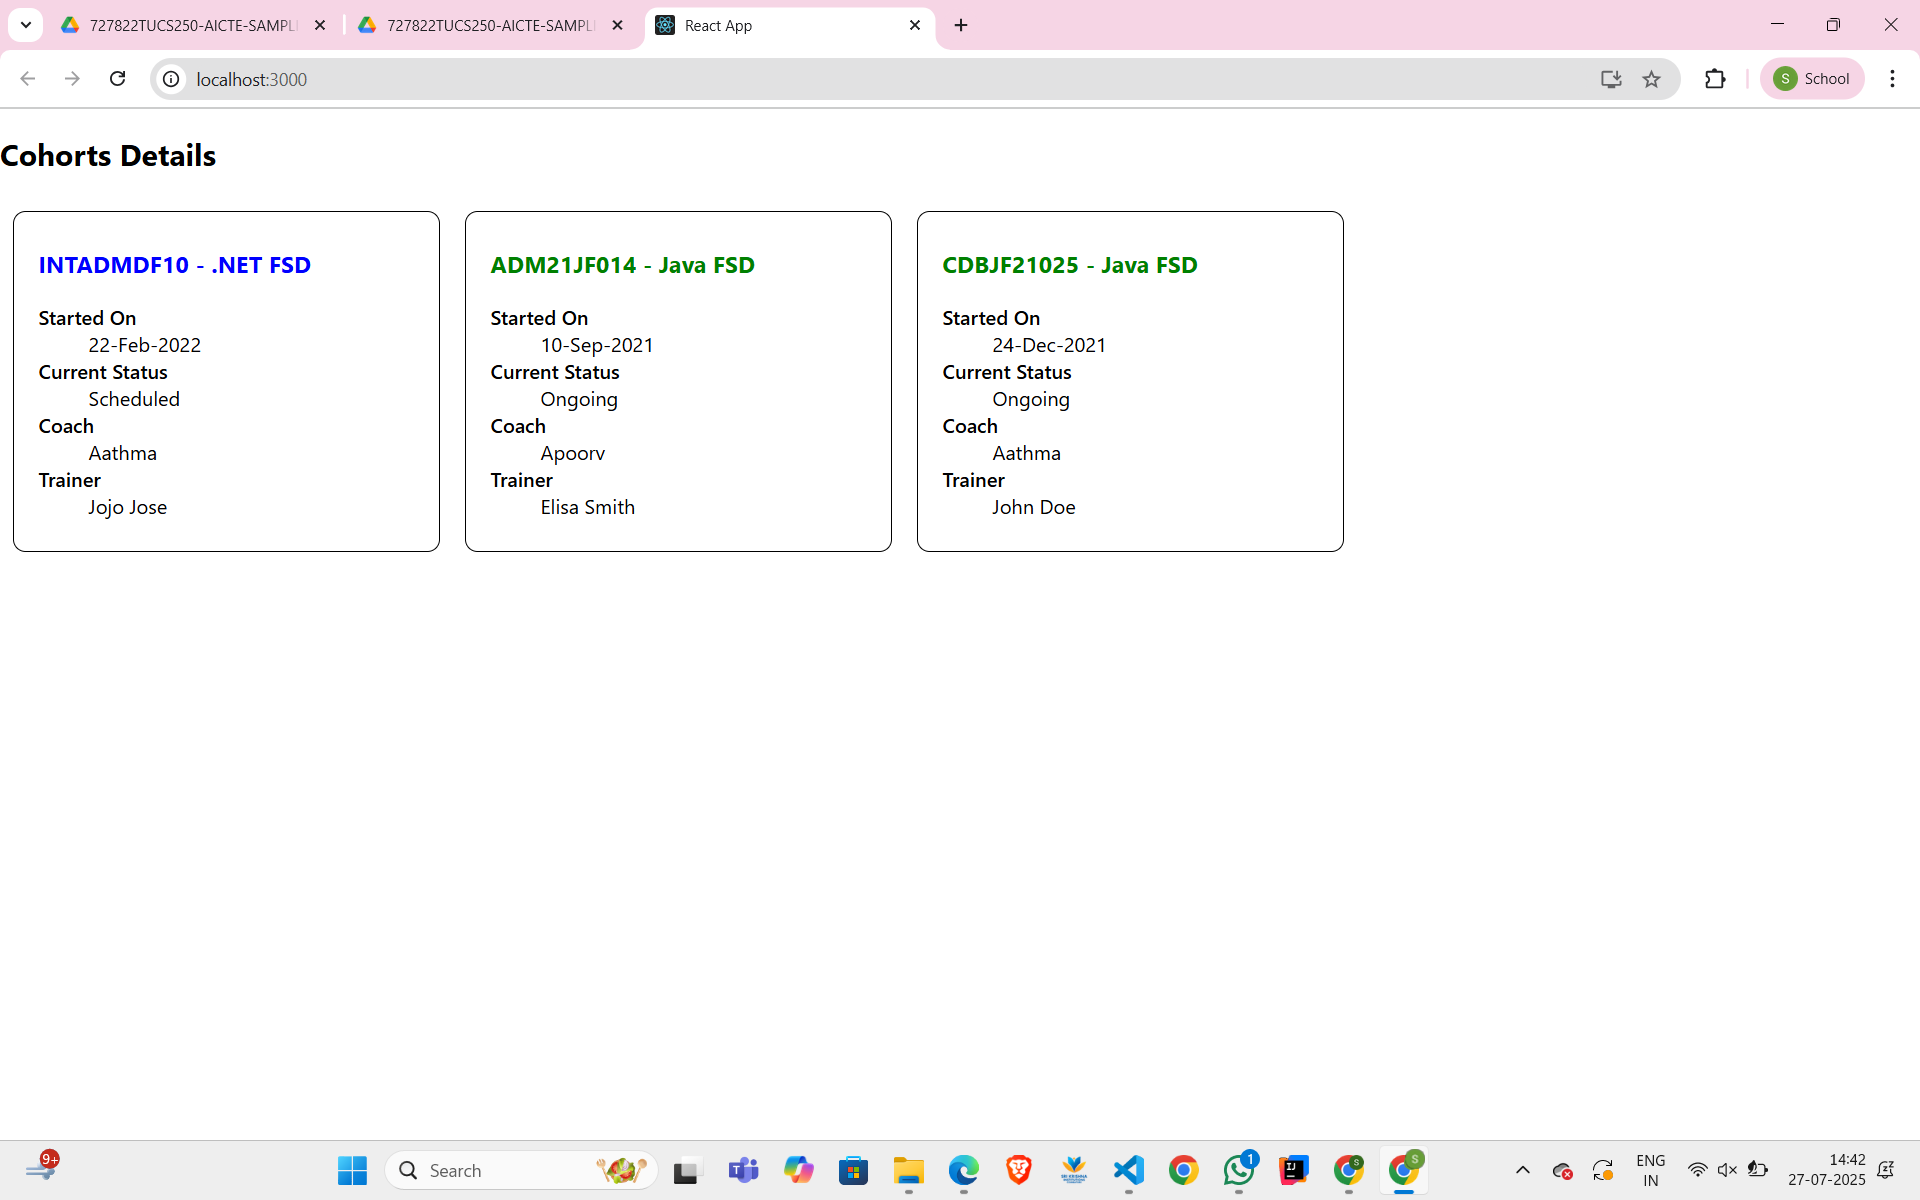 727822TUCS250-AICTE-SAMPL
727822TUCS250-AICTE-SAMPL
React App
localhost:3000
S
School
Cohorts Details
INTADMDF10 - .NET FSD
Started On
22-Feb-2022
Current Status
Scheduled
Coach
Aathma
Trainer
Jojo Jose
ADM21JF014 - Java FSD
Started On
10-Sep-2021
Current Status
Ongoing
Coach
Apoorv
Trainer
Elisa Smith
CDBJF21025 - Java FSD
Started On
24-Dec-2021
Current Status
Ongoing
Coach
Aathma
Trainer
John Doe
9+
Search
T
1
IJ
S
S
ENG
IN
14:42
27-07-2025